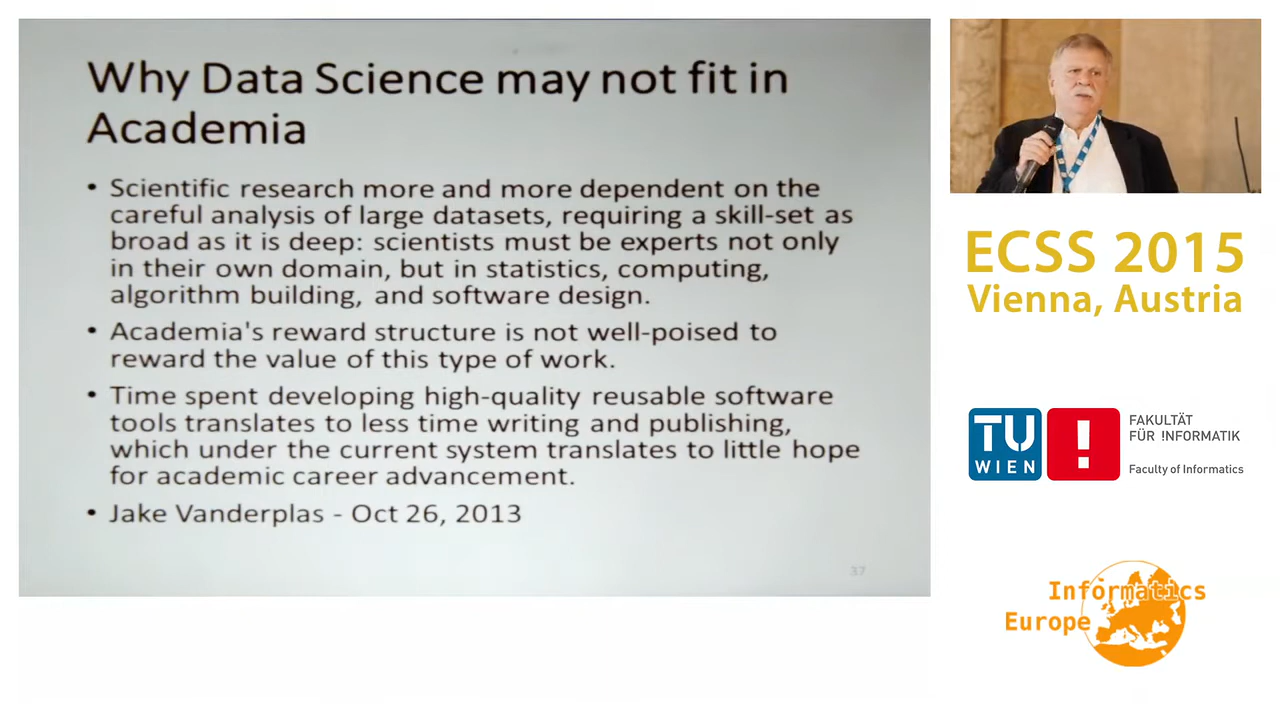 Why Data Science may not fit in
Academia
• Scientific research more and more dependent on the
careful analysis of large datasets, requiring a skill-set as
broad as it is deep: scientists must be experts not only
in their own domain, but in statistics, computing,
algorithm building, and software design.
• Academia's reward structure is not well-poised to
reward the value of this type of work.
• Time spent developing high-quality reusable software
tools translates to less time writing and publishing,
which under the current system translates to little hope
for academic career advancement.
• Jake Vanderplas - Oct 26, 2013
37
ECSS 2015
Vienna, Austria
TU
WIEN
!
FAKULTÄT
FÜR !NFORMATIK
Faculty of Informatics
Informatics
Europe